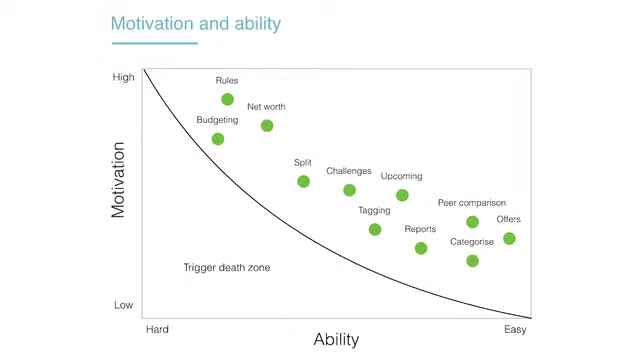 Motivation and ability
High
Rules
Net worth
Budgeting
Split
Challenges
Upcoming
Motivation
Peer comparison
Tagging
Offers
Reports
Categorise
Trigger death zone
Low
Hard
Easy
Ability